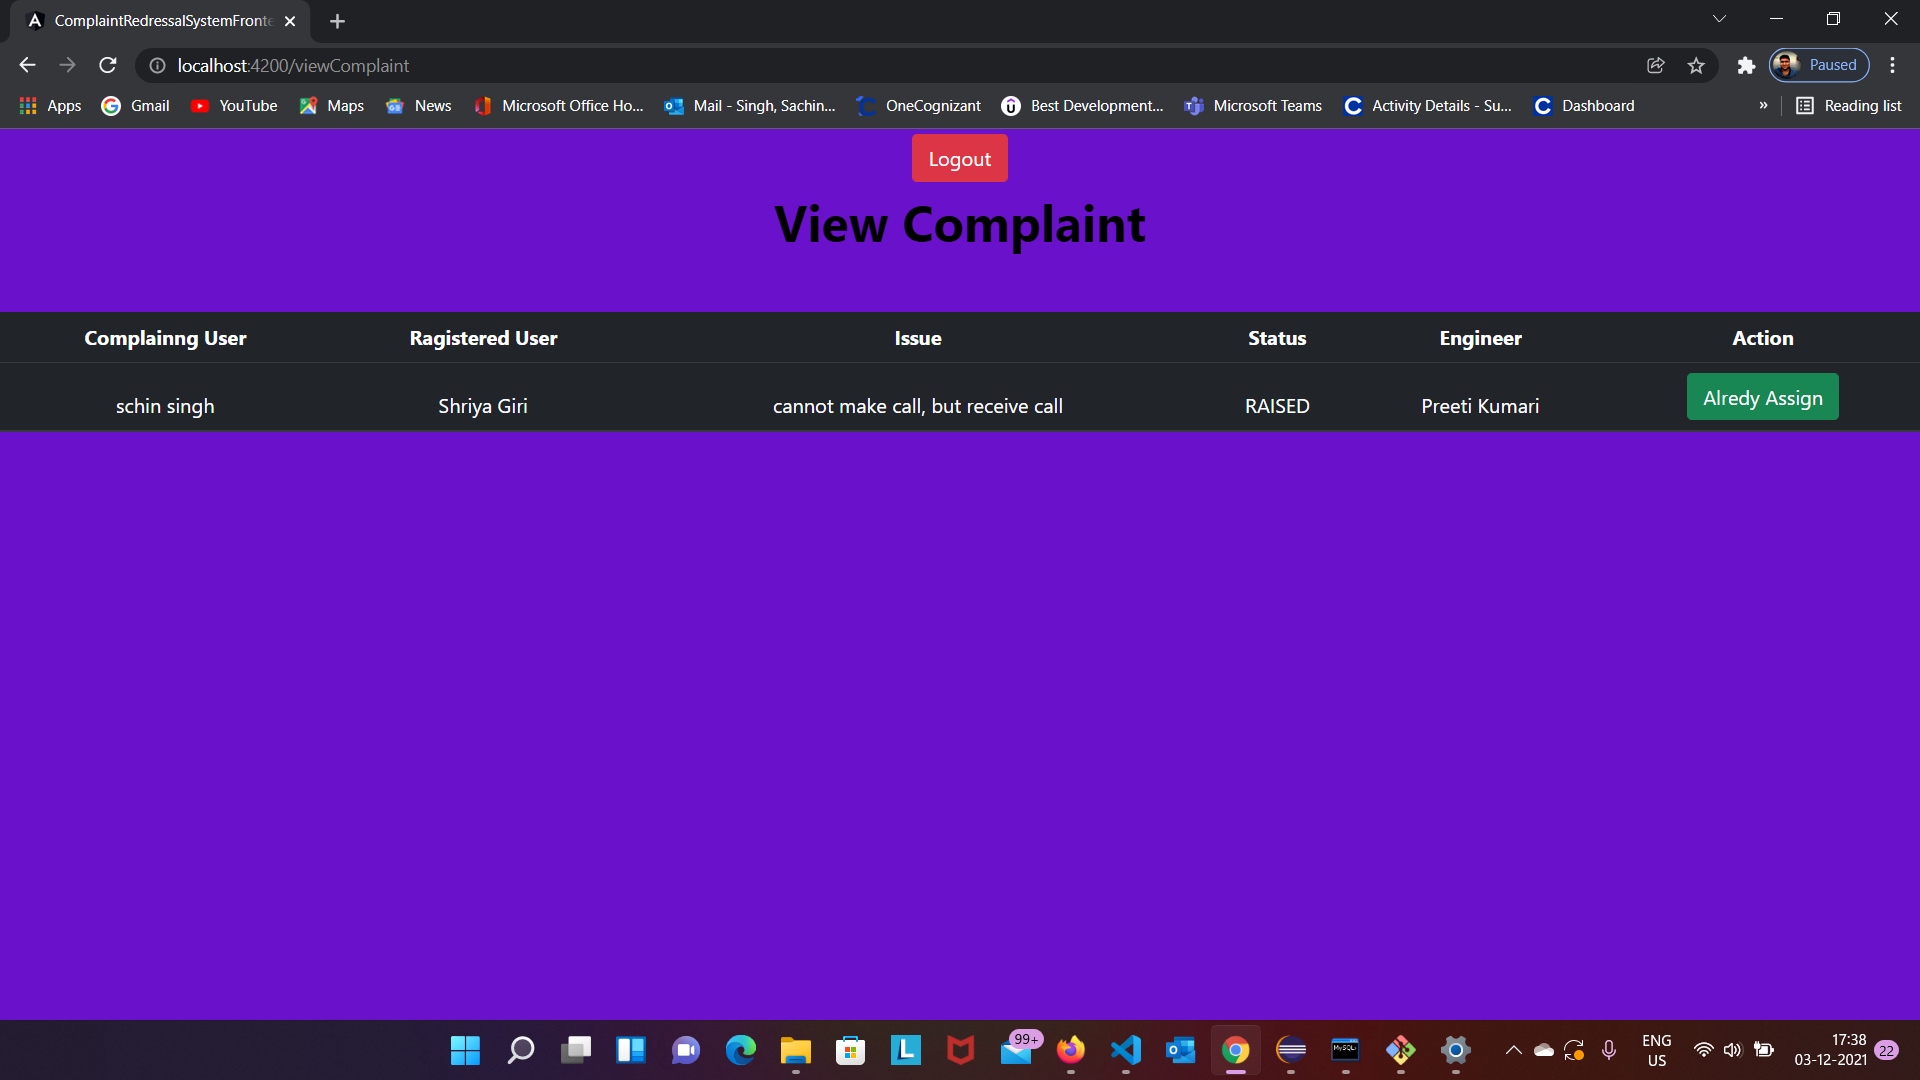 ComplaintRedressalSystemFronte
localhost:4200/viewComplaint
Paused
Apps Gmail YouTube Maps News Microsoft Office Ho... Mail - Singh, Sachin... OneCognizant Best Development... Microsoft Teams Activity Details - Su... Dashboard » Reading list
Logout
View Complaint
Complainng User Ragistered User Issue Status Engineer Action
schin singh Shriya Giri cannot make call, but receive call RAISED Preeti Kumari Alredy Assign
99+
ENG 17:38
US 03-12-2021 22